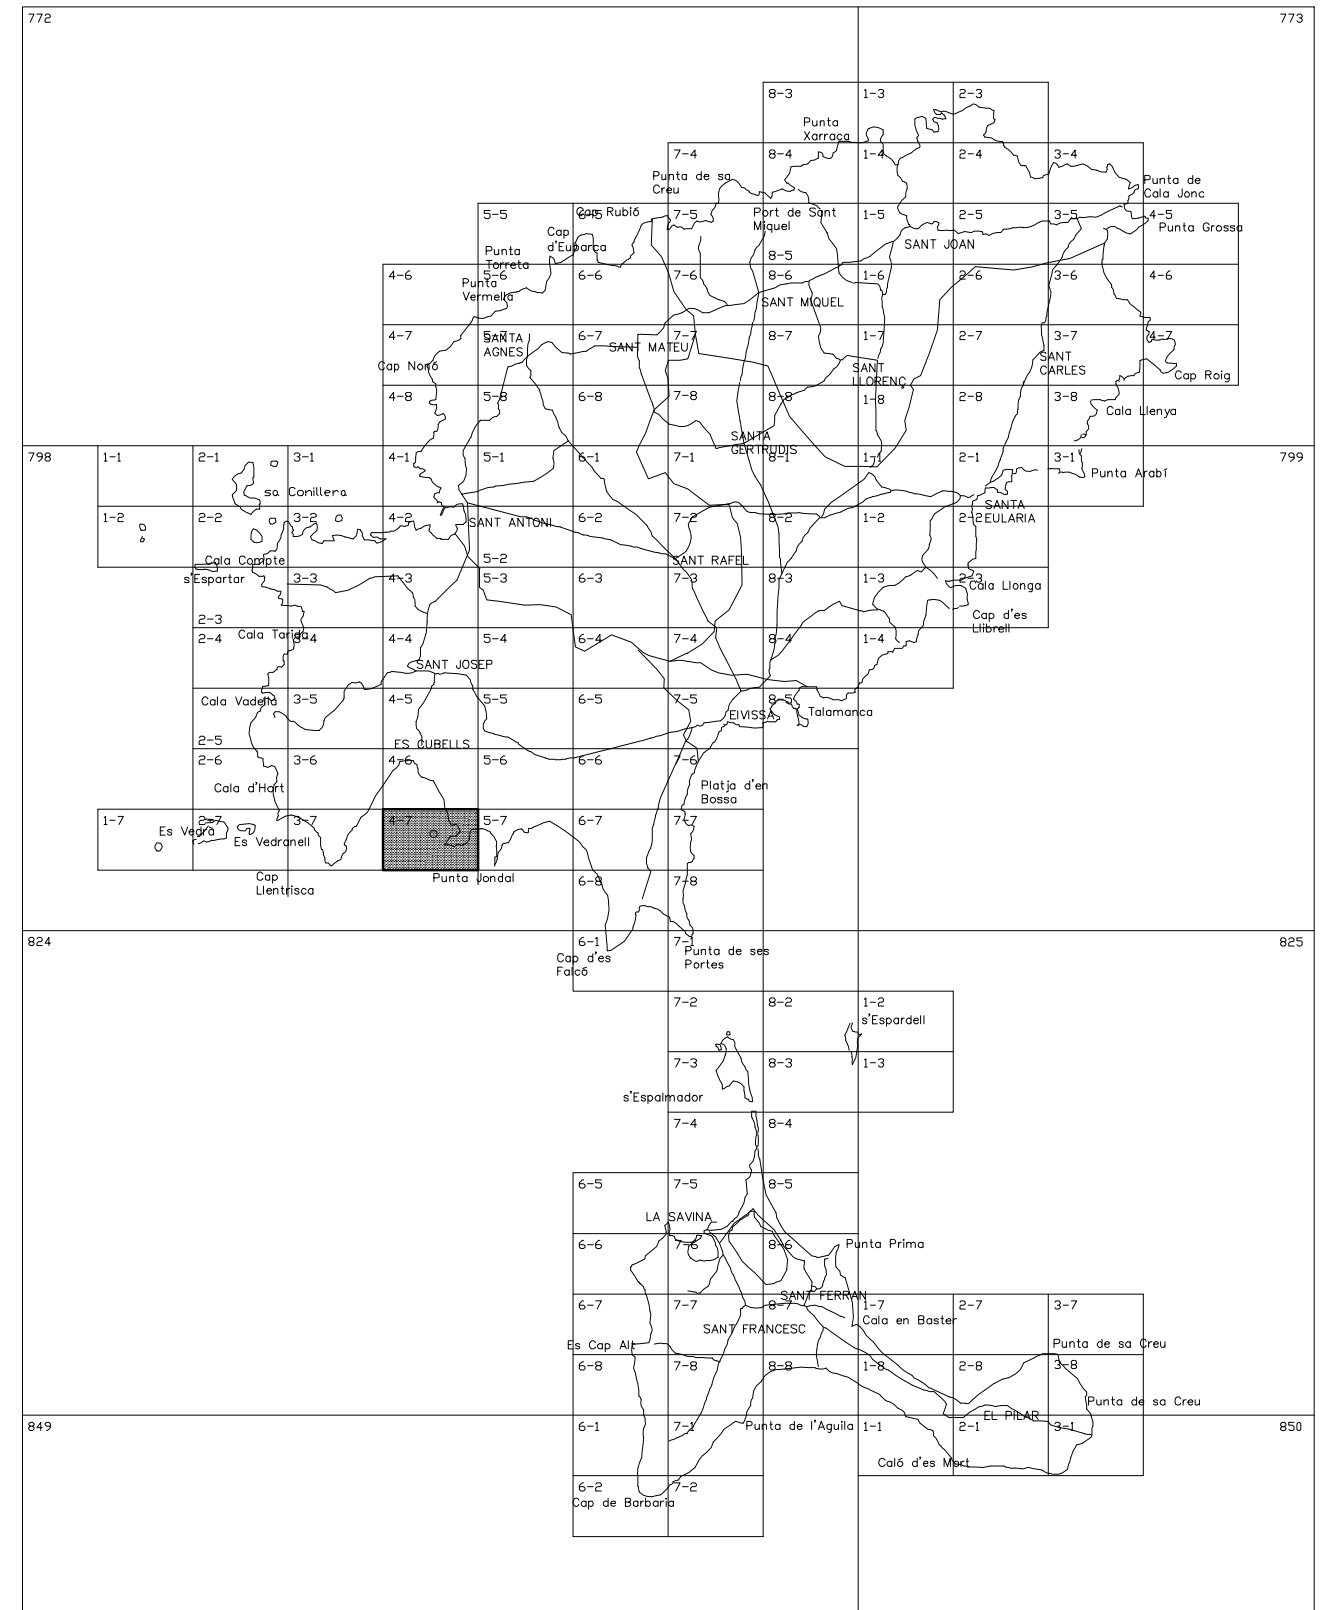 772
773
8-3
1-3
2-3
Punta
Xarraca
7-4
8-4
1-4
2-4
3-4
Punta de sa
Creu
Punta de
Cala Jonc
5-5
6-5
Cap Rubió
7-5
Port de Sant
Miquel
1-5
2-5
3-5
4-5
Punta Grossa
Cap
d'Eubarca
SANT JOAN
Punta
Torreta
8-5
4-6
5-6
6-6
7-6
8-6
1-6
2-6
3-6
4-6
Punta
Vermella
SANT MIQUEL
4-7
5-7
SANTA
AGNES
6-7
SANT MATEU
7-7
8-7
1-7
2-7
3-7
4-7
SANT
CARLES
Cap Nonó
SANT
LLORENÇ
Cap Roig
4-8
5-8
6-8
7-8
8-8
1-8
2-8
3-8
Cala Llenya
SANTA
GERTRUDIS
798
1-1
2-1
3-1
4-1
5-1
6-1
7-1
8-1
1-1
2-1
3-1
799
Punta Arabí
sa Conillera
SANTA
EULARIA
1-2
2-2
3-2
4-2
SANT ANTONI
6-2
7-2
8-2
1-2
2-2
Cala Compte
5-2
SANT RAFEL
s'Espartar
3-3
4-3
5-3
6-3
7-3
8-3
1-3
2-3
Cala Llonga
2-3
Cap d'es
Llibrell
Cala Tarida
2-4
3-4
4-4
5-4
6-4
7-4
8-4
1-4
SANT JOSEP
Cala Vadella
3-5
4-5
5-5
6-5
7-5
8-5
EIVISSA
Talamanca
2-5
ES CUBELLS
2-6
3-6
4-6
5-6
6-6
7-6
Cala d'Hort
Platja d'en
Bossa
1-7
2-7
3-7
4-7
5-7
6-7
7-7
Es Vedrà
Es Vedranell
Cap
Llentrisca
Punta Jondal
6-8
7-8
824
6-1
7-1
825
Cap d'es
Falcó
Punta de ses
Portes
7-2
8-2
1-2
s'Espardell
7-3
8-3
1-3
s'Espalmador
7-4
8-4
6-5
7-5
8-5
LA SAVINA
6-6
7-6
8-6
Punta Prima
SANT FERRAN
6-7
7-7
8-7
1-7
2-7
3-7
Cala en Baster
SANT FRANCESC
Es Cap Alt
Punta de sa Creu
6-8
7-8
8-8
1-8
2-8
3-8
Punta de sa Creu
EL PILAR
849
6-1
7-1
Punta de l'Aguila
1-1
2-1
3-1
850
Caló d'es Mort
6-2
7-2
Cap de Barbaria